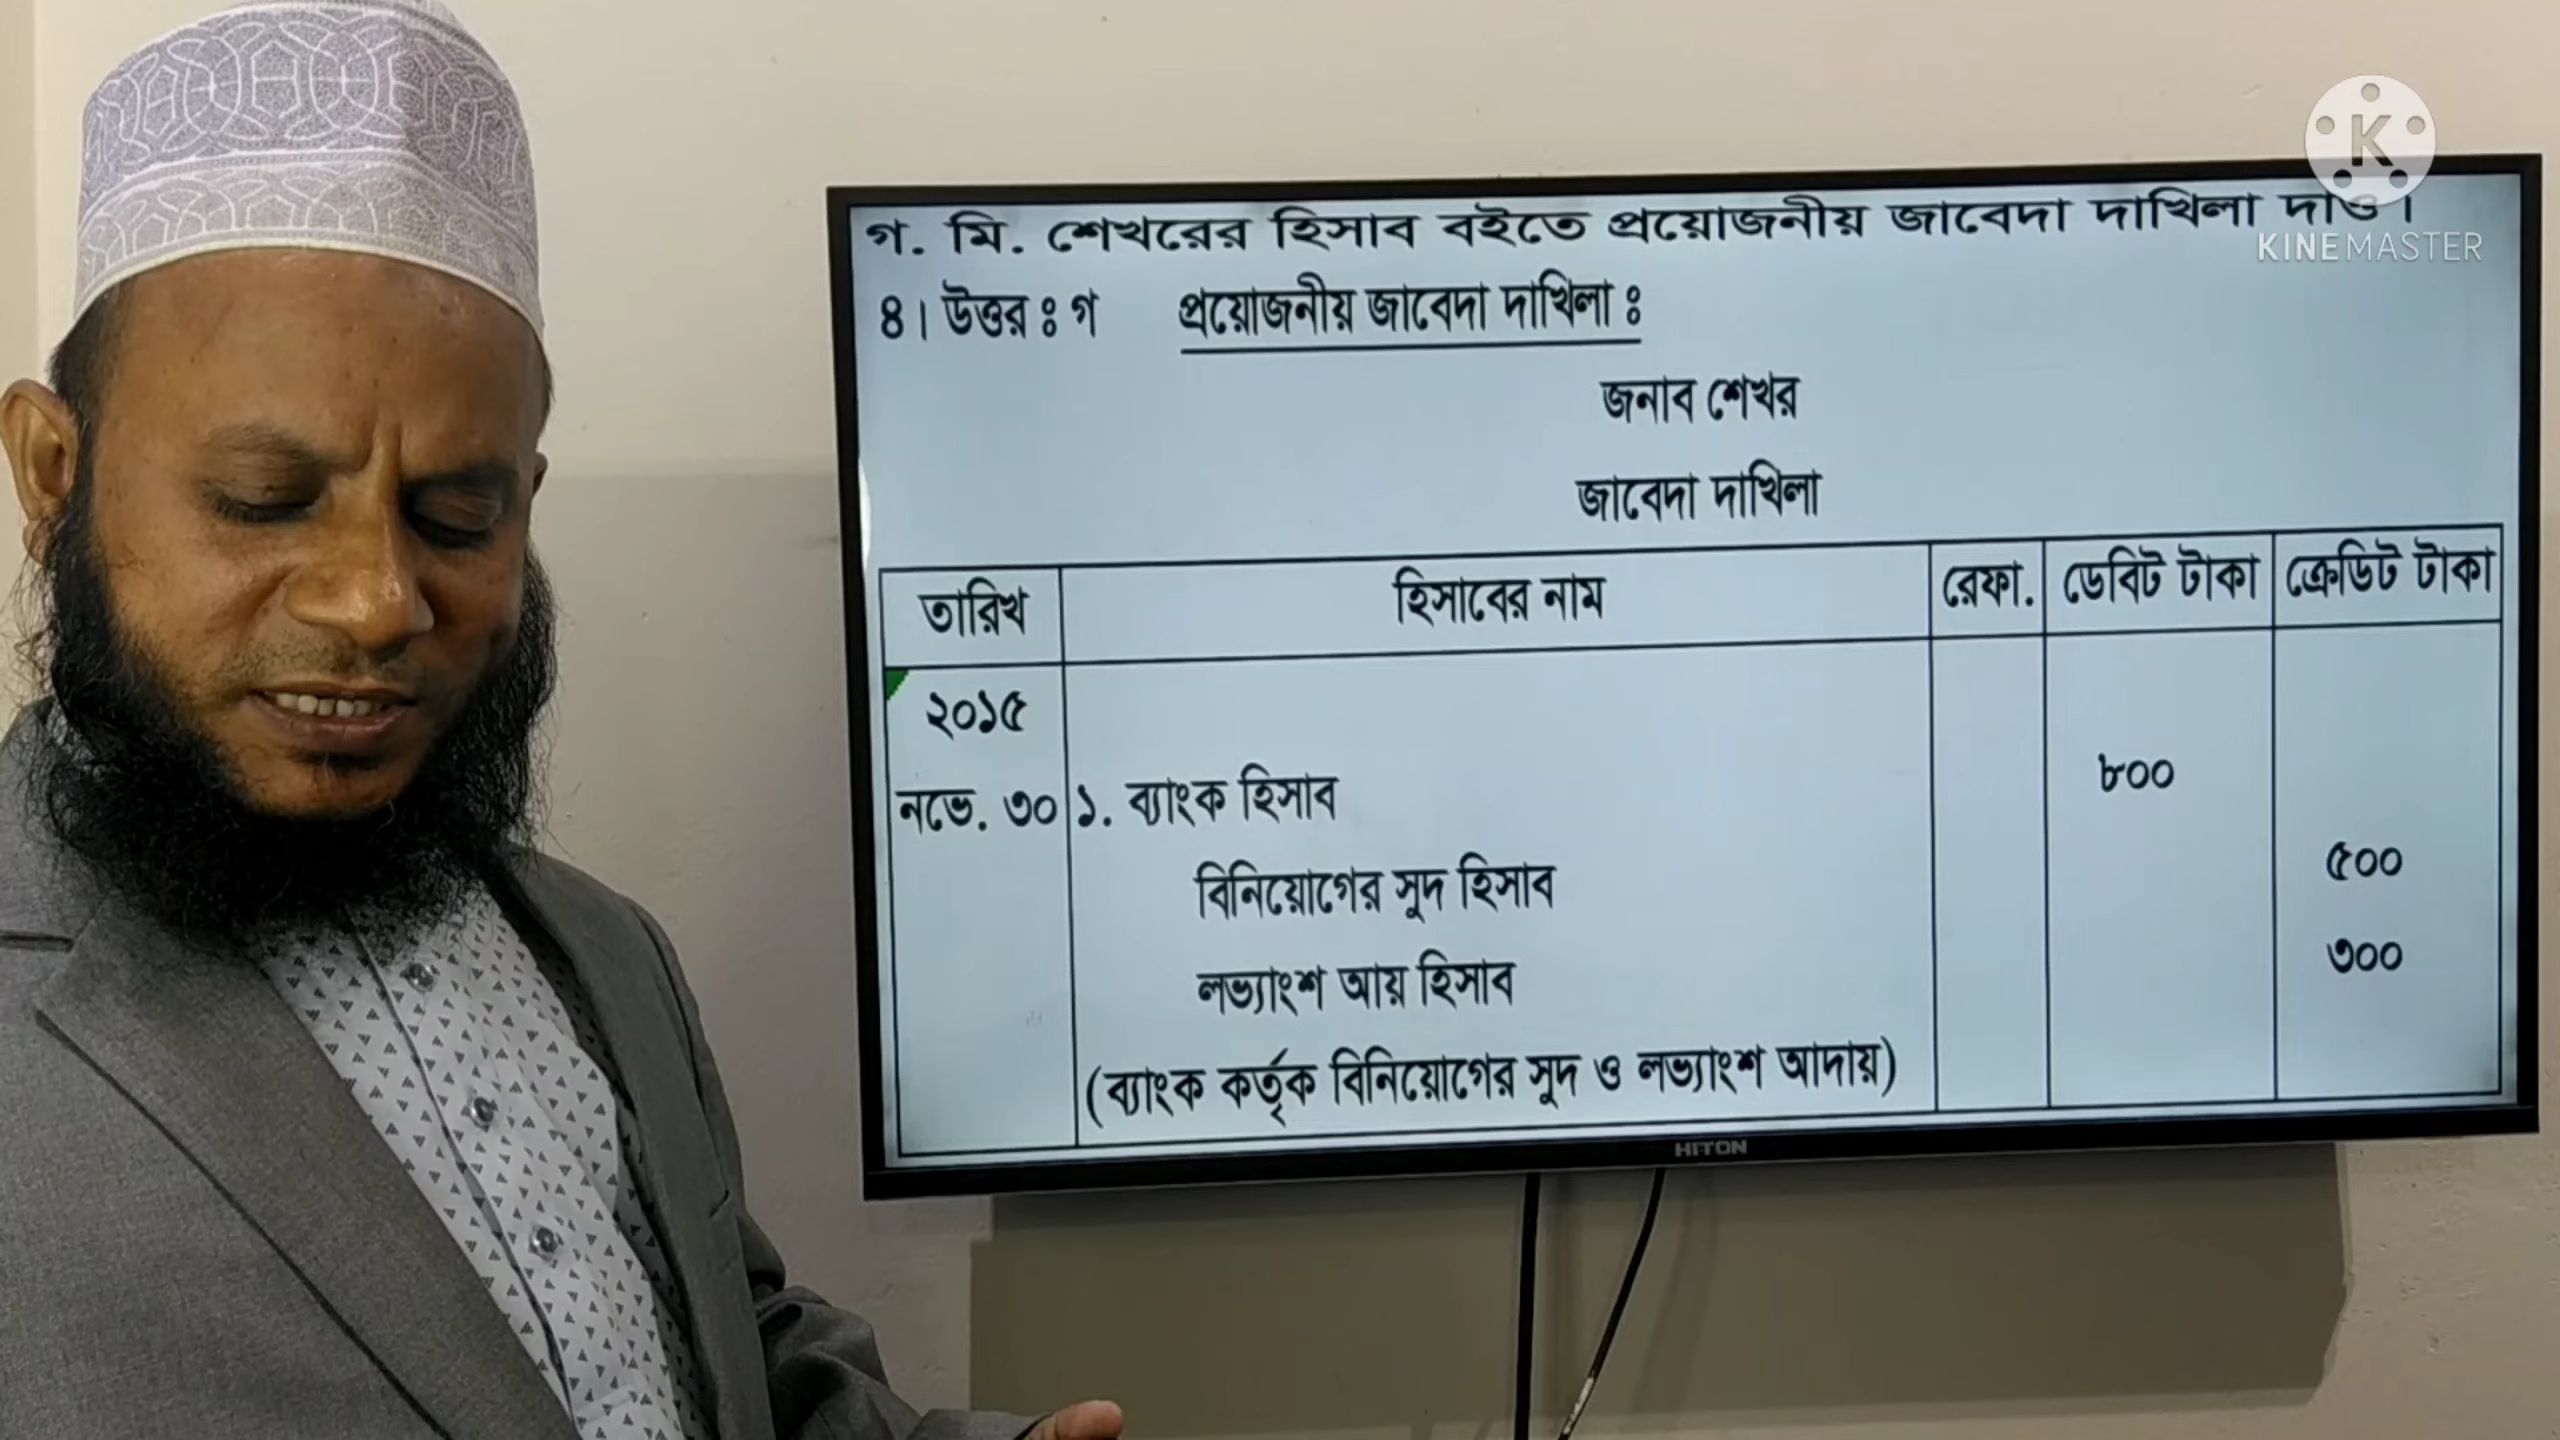 গ. মি. শেখরের হিসাব বইতে প্রয়োজনীয় জাবেদা দাখিলা দাও।
KINEMASTER
৪। উত্তর ঃ গ প্রয়োজনীয় জাবেদা দাখিলা ঃ
জনাব শেখর
জাবেদা দাখিলা
তারিখ হিসাবের নাম রেফা. ডেবিট টাকা ক্রেডিট টাকা
২০১৫
নভে. ৩০ ১. ব্যাংক হিসাব ৮০০
বিনিয়োগের সুদ হিসাব ৫০০
লভ্যাংশ আয় হিসাব ৩০০
(ব্যাংক কর্তৃক বিনিয়োগের সুদ ও লভ্যাংশ আদায়)
HITON